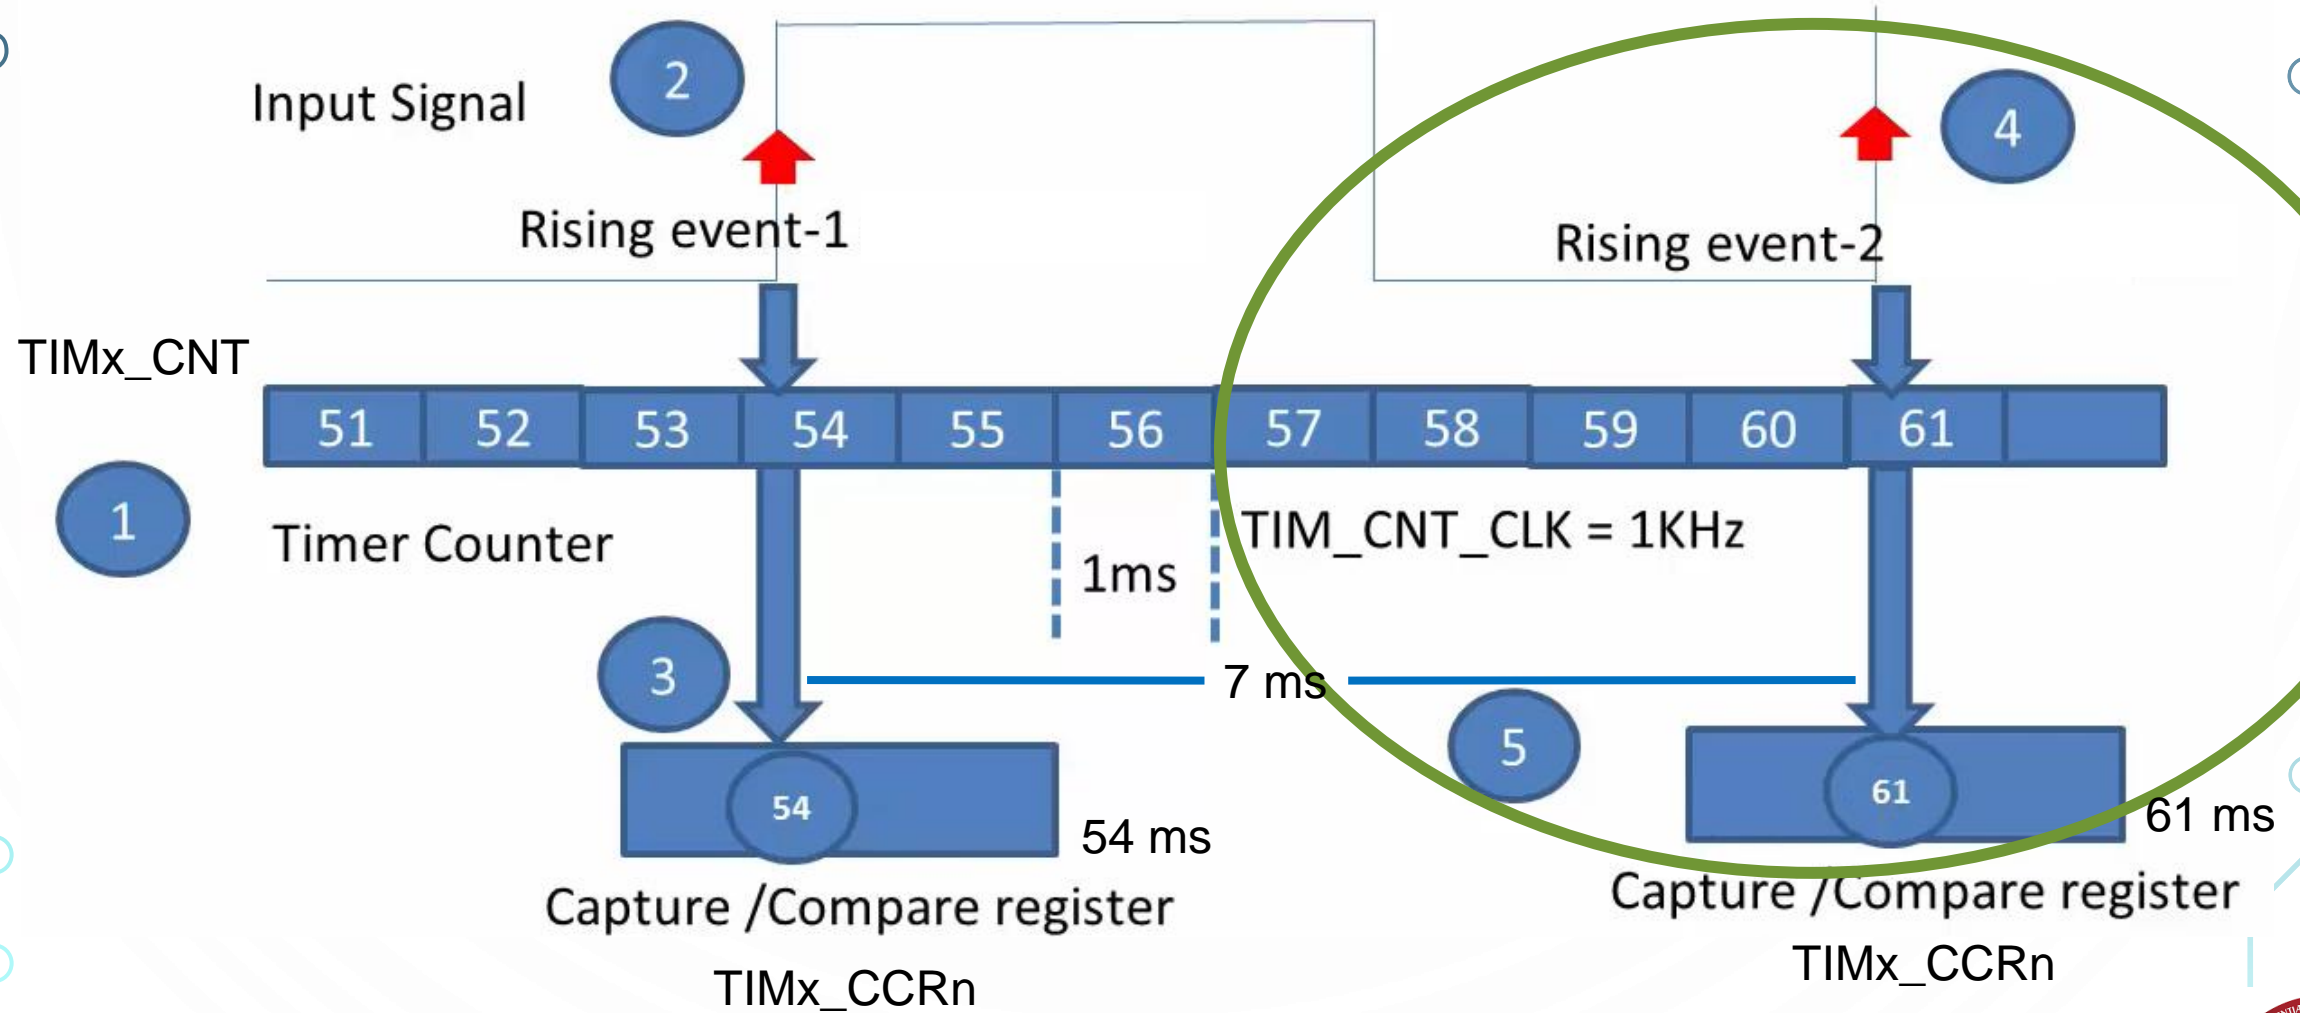 2
4
Input Signal
Rising event-1
Rising event-2
TIMx_CNT
51 52 53 54 55 56 57 58 59 60 61
1
Timer Counter
TIM_CNT_CLK = 1KHz
1ms
3
7 ms
5
54
54 ms
61
61 ms
Capture /Compare register
Capture /Compare register
TIMx_CCRn
TIMx_CCRn